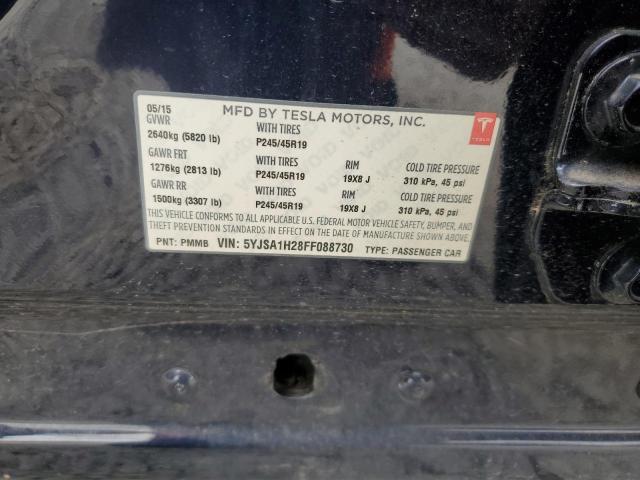 05/15 MFD BY TESLA MOTORS, INC.
GVWR WITH TIRES
2640kg (5820 lb) P245/45R19
GAWR FRT WITH TIRES RIM COLD TIRE PRESSURE
1276kg (2813 lb) P245/45R19 19X8 J 310 kPa, 45 psi
GAWR RR WITH TIRES RIM COLD TIRE PRESSURE
1500kg (3307 lb) P245/45R19 19X8 J 310 kPa, 45 psi
THIS VEHICLE CONFORMS TO ALL APPLICABLE U.S. FEDERAL MOTOR VEHICLE SAFETY, BUMPER, AND
THEFT PREVENTION STANDARDS IN EFFECT ON THE DATE OF MANUFACTURE SHOWN ABOVE.
PNT: PMMB VIN: 5YJSA1H28FF088730 TYPE: PASSENGER CAR
TESLA